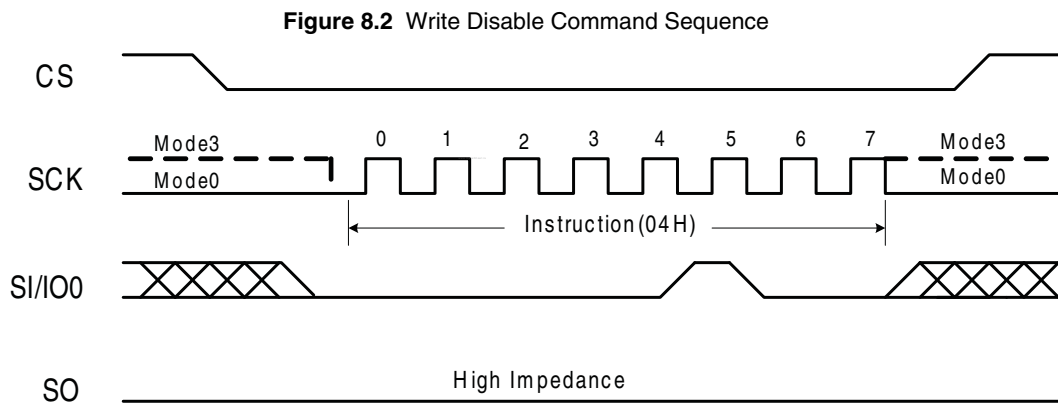 Figure 8.2 Write Disable Command Sequence
CS
Mode3 0 1 2 3 4 5 6 7 Mode3
SCK Mode0 Mode0
Instruction(04H)
SI/IO0
High Impedance
SO